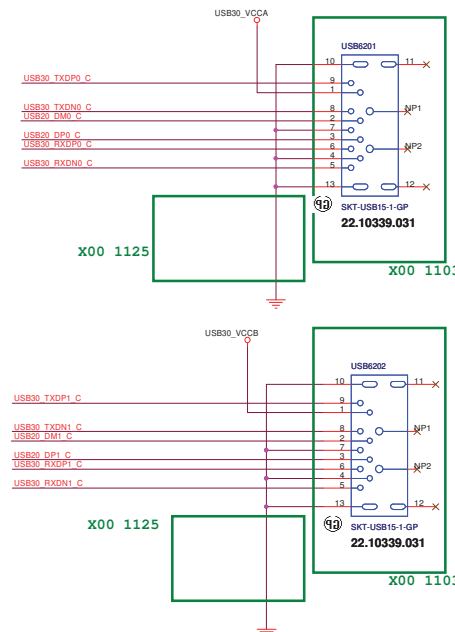 USB30_VCCA
USB6201
10
11
USB30_TXDP0_C
9
1
USB30_TXDN0_C
8
NP1
USB20_DM0_C
2
7
USB20_DP0_C
3
USB30_RXDP0_C
6
NP2
4
USB30_RXDN0_C
5
13
12
SKT-USB15-1-GP
22.10339.031
X00 1125
X00 1103
USB30_VCCB
USB6202
10
11
USB30_TXDP1_C
9
1
USB30_TXDN1_C
8
NP1
USB20_DM1_C
2
7
USB20_DP1_C
3
USB30_RXDP1_C
6
NP2
4
USB30_RXDN1_C
5
13
12
SKT-USB15-1-GP
X00 1125
22.10339.031
X00 1103